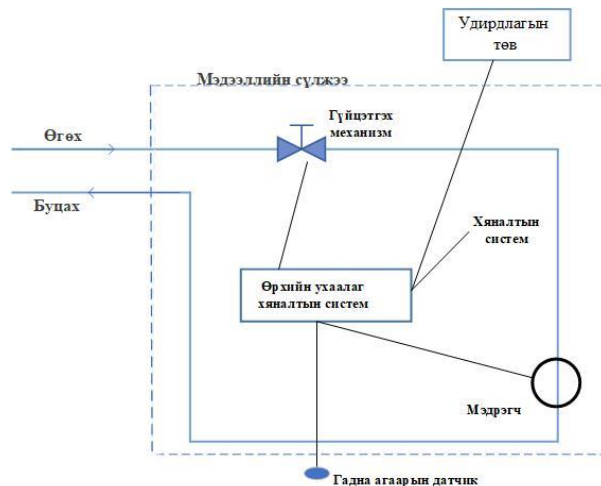 Удирдлагын
төв
Мэдээллийн сүлжээ
Гүйцэтгэх
механизм
Өгөх
Буцах
Хяналтын
систем
Өрхийн ухаалаг
хяналтын систем
Мэдрэгч
Гадна агаарын датчик